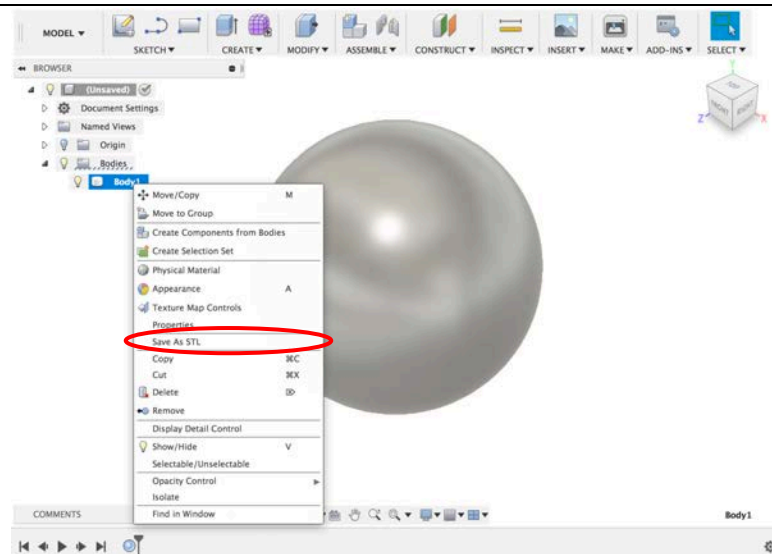 MODEL ▾
SKETCH ▾ CREATE ▾ MODIFY ▾ ASSEMBLE ▾ CONSTRUCT ▾ INSPECT ▾ INSERT ▾ MAKE ▾ ADD-INS ▾ SELECT ▾
BROWSER
(Unsaved)
Document Settings
Named Views
Origin
Bodies
Body1
Move/Copy M
Move to Group
Create Components from Bodies
Create Selection Set
Physical Material
Appearance A
Texture Map Controls
Properties
Save As STL
Copy ⌘C
Cut ⌘X
Delete ⌦
Remove
Display Detail Control
Show/Hide V
Selectable/Unselectable
Opacity Control
Isolate
Find in Window
Y
TOP
FRONT RIGHT
Z X
COMMENTS
Body1